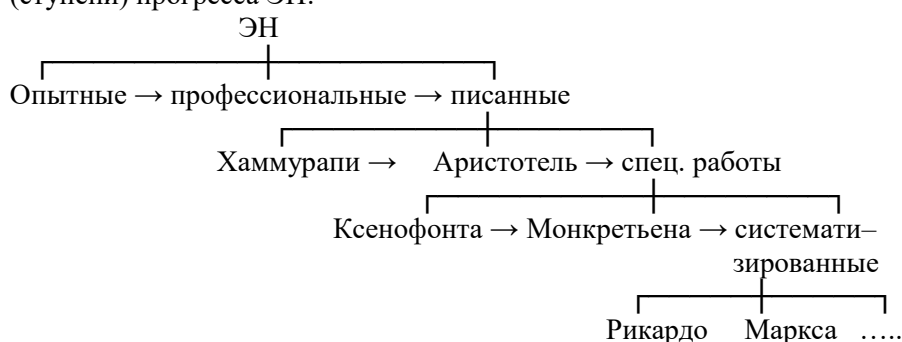 (ступени) прогресса ЭН:
ЭН
Опытные → профессиональные → писанные
Хаммурапи → Аристотель → спец. работы
Ксенофонта → Монкретьена → системати–
зированные
Рикардо Маркса …..